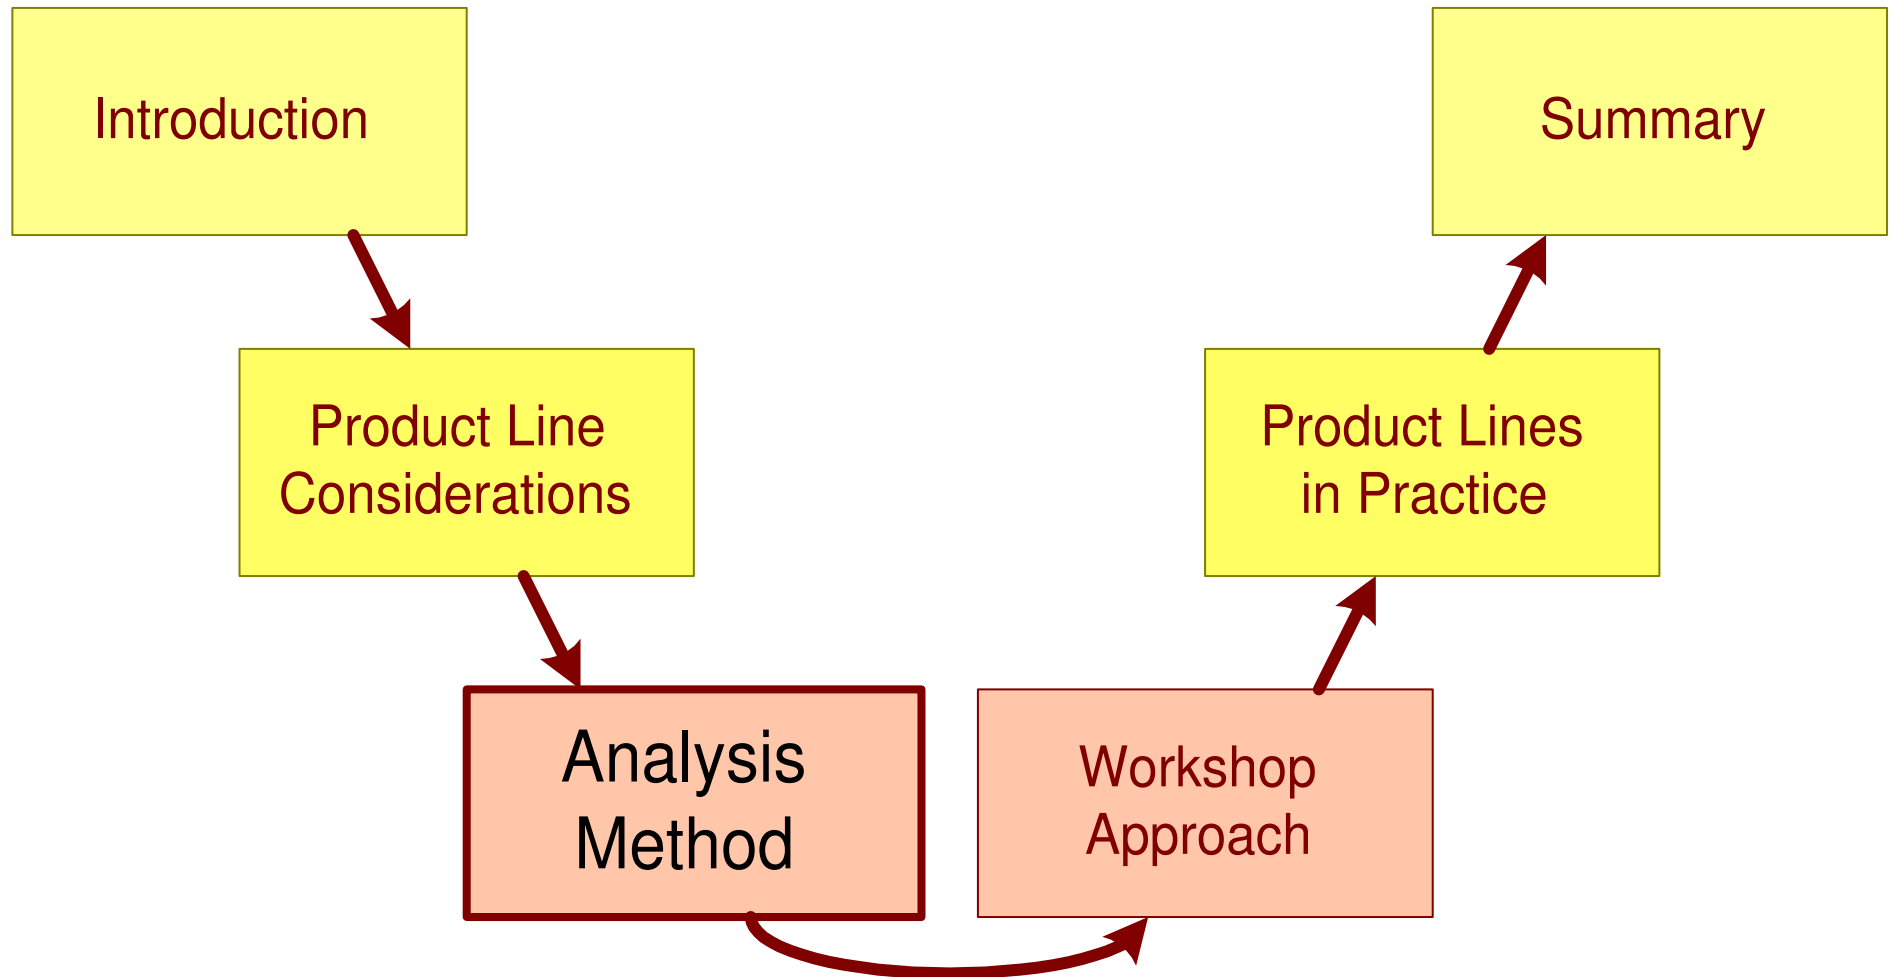 Introduction
Product Line
Considerations
Analysis
Method
Workshop
Approach
Product Lines
in Practice
Summary